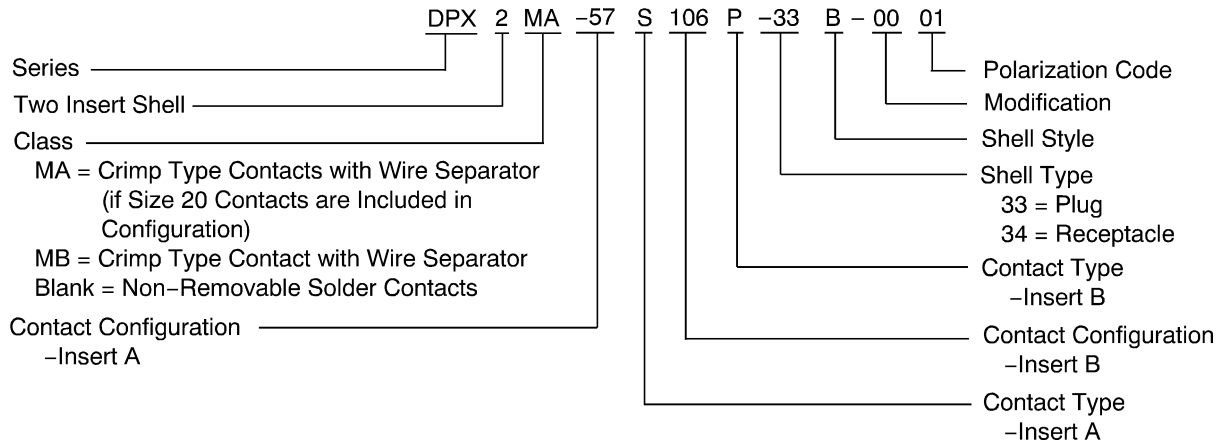 DPX 2 MA -57 S 106 P -33 B - 00 01
Series
Two Insert Shell
Class
MA = Crimp Type Contacts with Wire Separator
(if Size 20 Contacts are Included in
Configuration)
MB = Crimp Type Contact with Wire Separator
Blank = Non-Removable Solder Contacts
Contact Configuration
-Insert A
Polarization Code
Modification
Shell Style
Shell Type
33 = Plug
34 = Receptacle
Contact Type
-Insert B
Contact Configuration
-Insert B
Contact Type
-Insert A